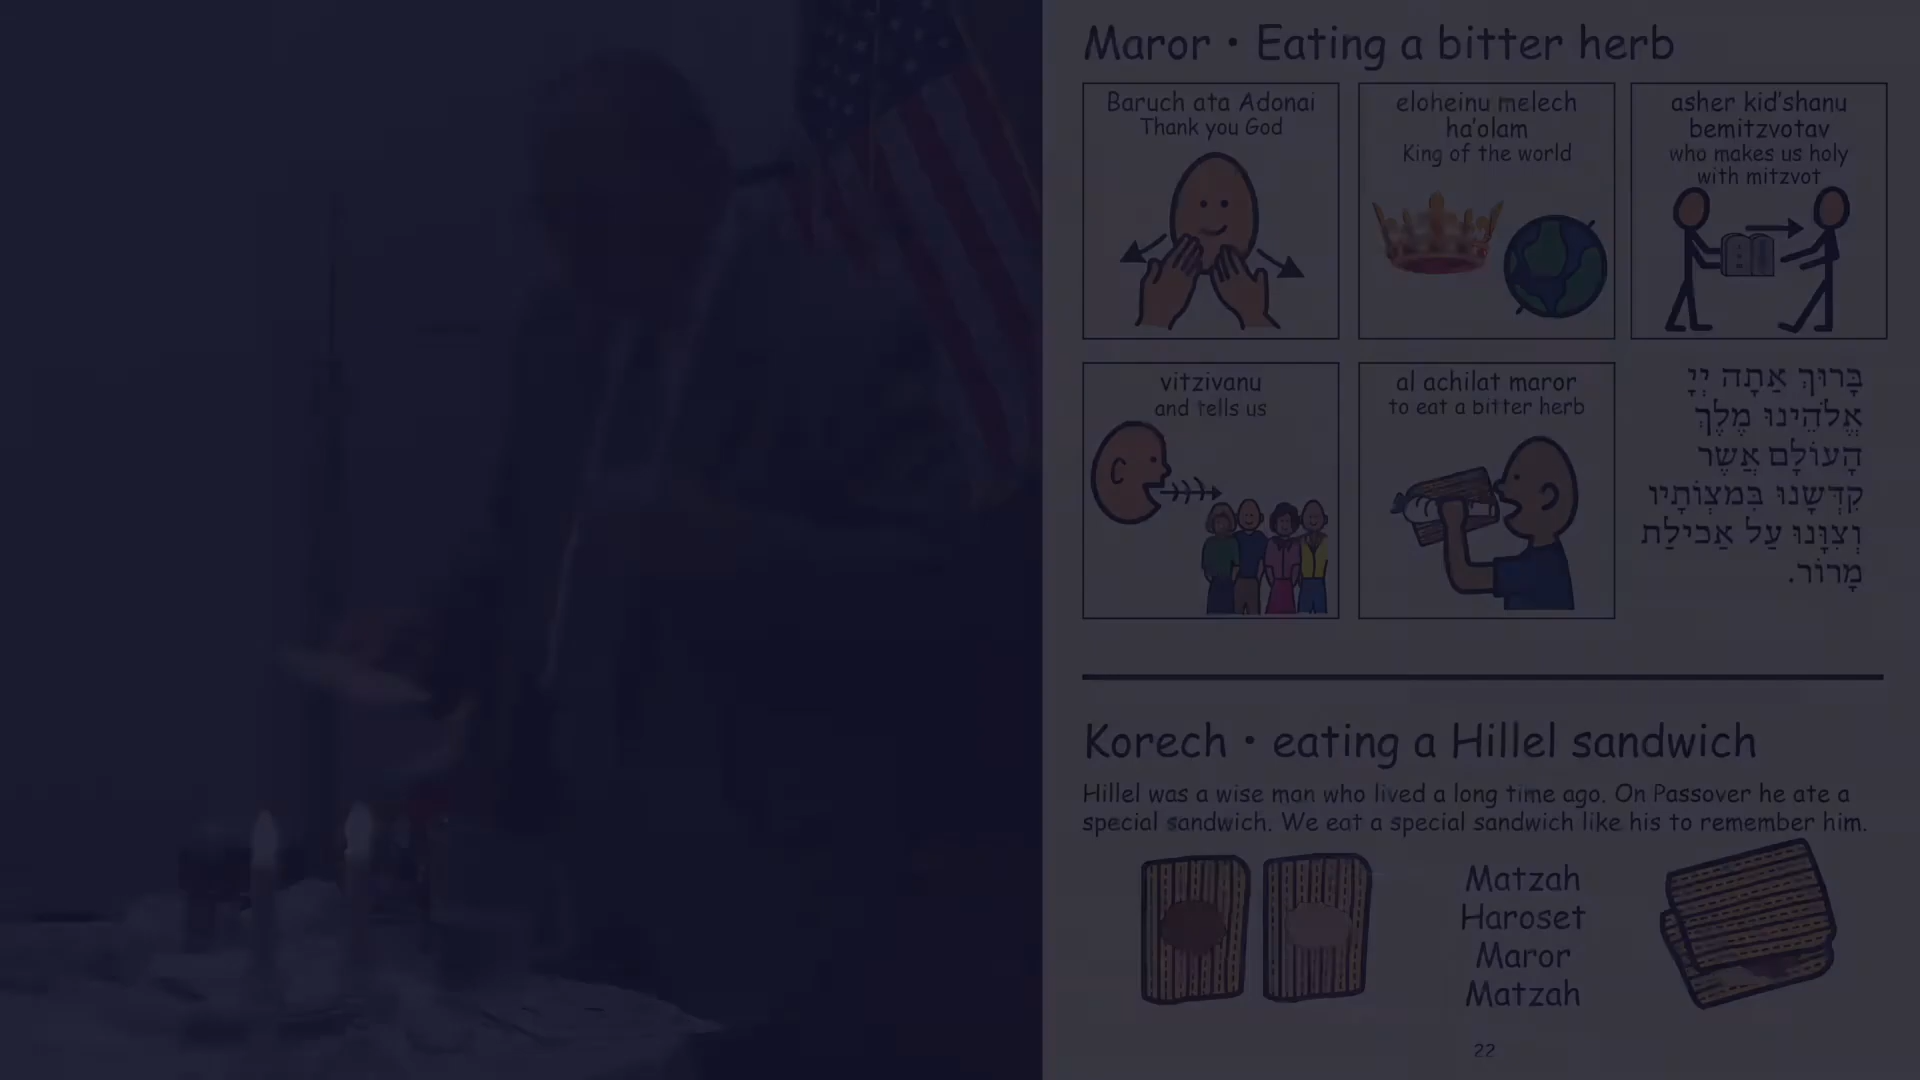 Maror • Eating a bitter herb
Baruch ata Adonai
Thank you God
eloheinu melech
ha'olam
King of the world
asher kid'shanu
bemitzvotav
who makes us holy
with mitzvot
vitzivanu
and tells us
al achilat maror
to eat a bitter herb
בָּרוּךְ אַתָּה יְיָ
אֱלֹהֵינוּ מֶלֶךְ
הָעוֹלָם אֲשֶׁר
קִדְּשָׁנוּ בְּמִצְוֹתָיו
וְצִוָּנוּ עַל אֲכִילַת
מָרוֹר.
Korech • eating a Hillel sandwich
Hillel was a wise man who lived a long time ago. On Passover he ate a
special sandwich. We eat a special sandwich like his to remember him.
Matzah
Haroset
Maror
Matzah
22